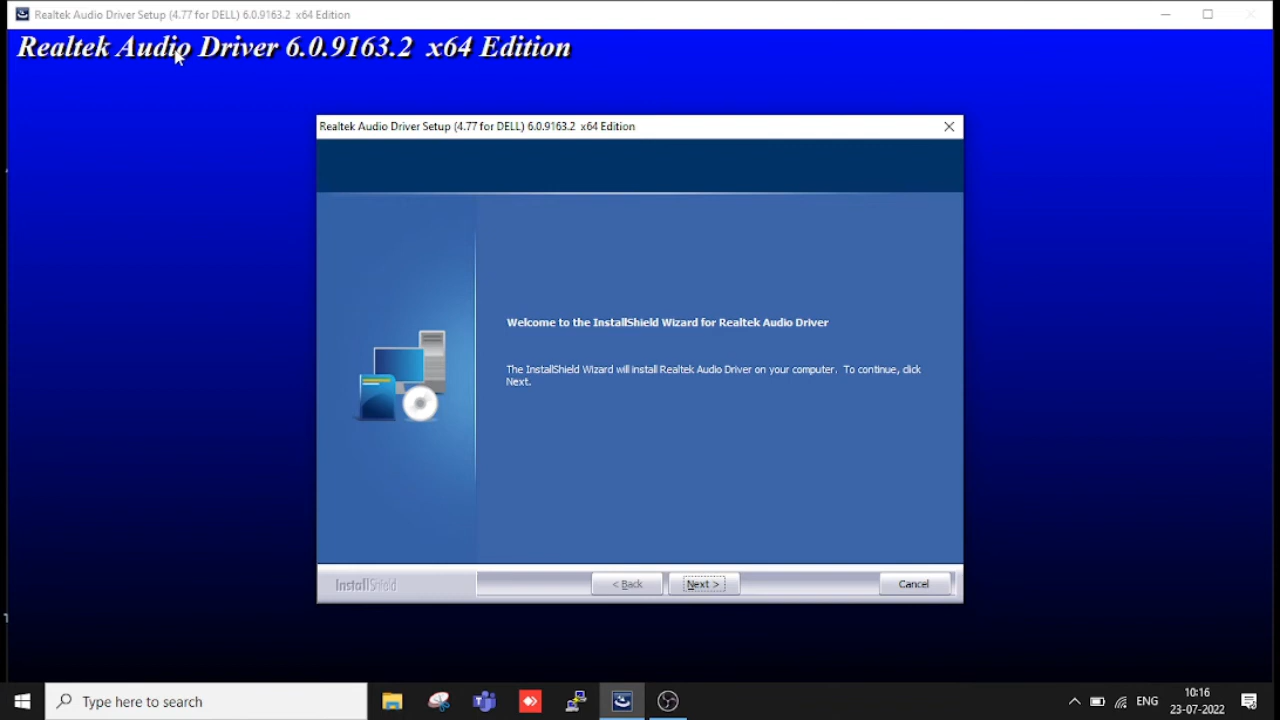 Realtek Audio Driver Setup (4.77 for DELL) 6.0.9163.2  x64 Edition
Realtek Audio Driver 6.0.9163.2  x64 Edition
Realtek Audio Driver Setup (4.77 for DELL) 6.0.9163.2  x64 Edition
Welcome to the InstallShield Wizard for Realtek Audio Driver
The InstallShield Wizard will install Realtek Audio Driver on your computer.  To continue, click
Next.
InstallShield
< Back
Next >
Cancel
Type here to search
ENG
10:16
23-07-2022